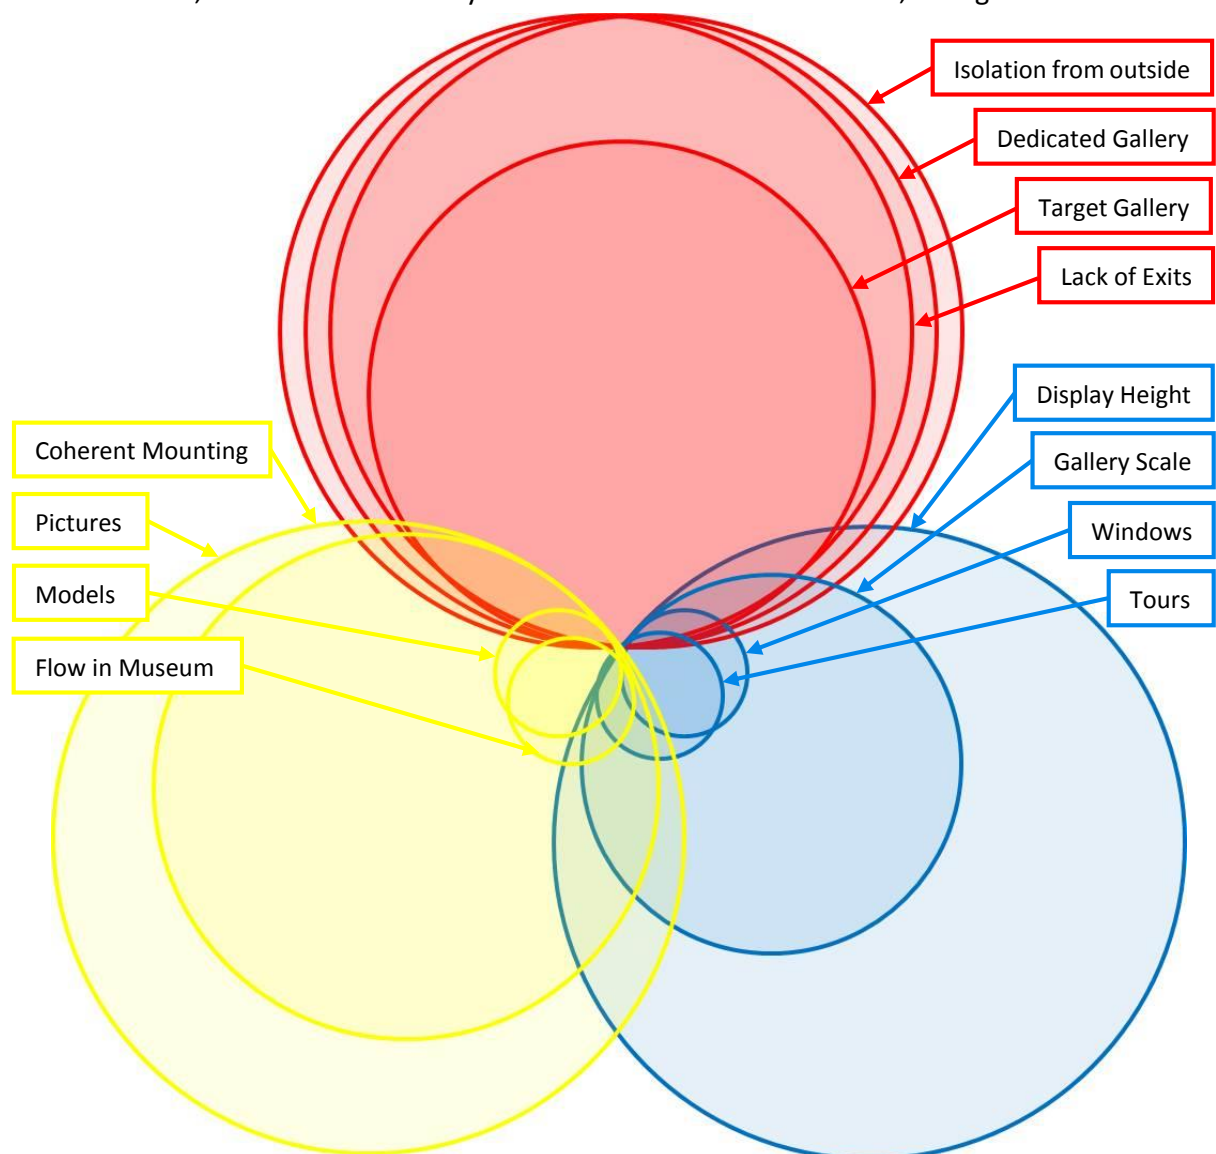 Isolation from outside
Dedicated Gallery
Target Gallery
Lack of Exits
Display Height
Coherent Mounting
Gallery Scale
Pictures
Windows
Models
Tours
Flow in Museum